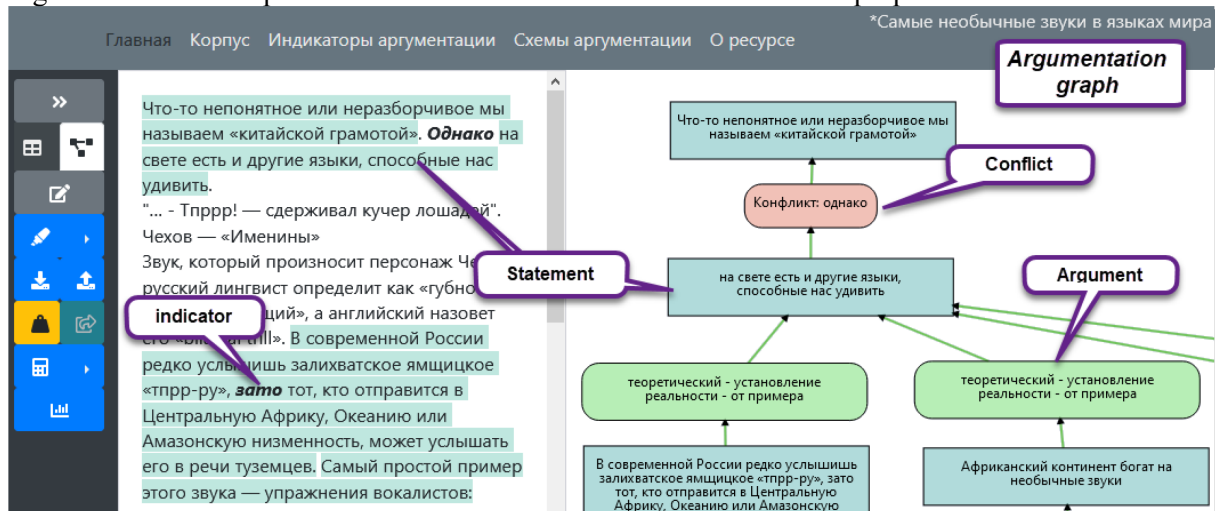 *Самые необычные звуки в языках мира
Главная Корпус Индикаторы аргументации Схемы аргументации О ресурсе
Argumentation
graph
Что-то непонятное или неразборчивое мы
называем «китайской грамотой». Однако на
свете есть и другие языки, способные нас
удивить.
"... - Тпррр! — сдерживал кучер лошадей".
Чехов — «Именины»
Звук, который произносит персонаж
русский лингвист определит как
а английский назовет
В современной России
редко услышишь залихватское ямщицкое
«тпрр-ру», зато тот, кто отправится в
Центральную Африку, Океанию или
Амазонскую низменность, может услышать
его в речи туземцев. Самый простой пример
этого звука — упражнения вокалистов:
indicator
Statement
Что-то непонятное или неразборчивое мы
называем «китайской грамотой»
Conflict
Конфликт: однако
на свете есть и другие языки,
способные нас удивить
Argument
теоретический - установление
реальности - от примера
теоретический - установление
реальности - от примера
В современной России редко услышишь
залихватское ямщицкое «тпрр-ру», зато
тот, кто отправится в Центральную
Африку, Океанию или Амазонскую
Африканский континент богат на
необычные звуки